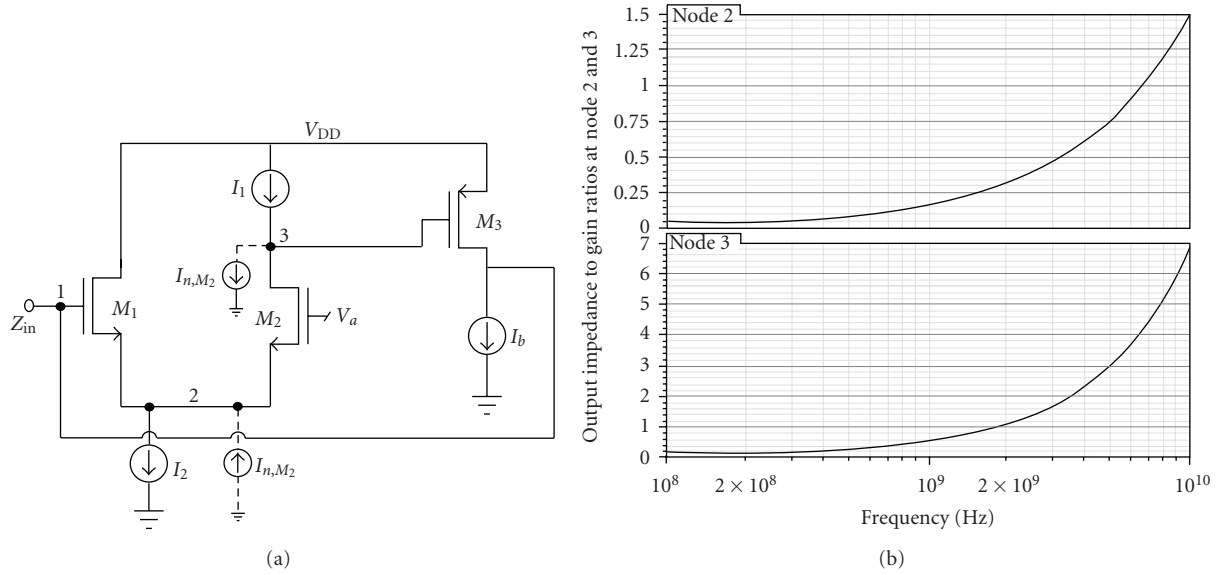 V_DD
I_1
3
M_3
I_n,M_2
1
M_1
M_2
V_a
Z_in
I_b
2
I_2
I_n,M_2
(a)
Output impedance to gain ratios at node 2 and 3
Node 2
1.5
1.25
1
0.75
0.5
0.25
0
Node 3
7
6
5
4
3
2
1
0
10^8
2 × 10^8
10^9
2 × 10^9
10^10
Frequency (Hz)
(b)